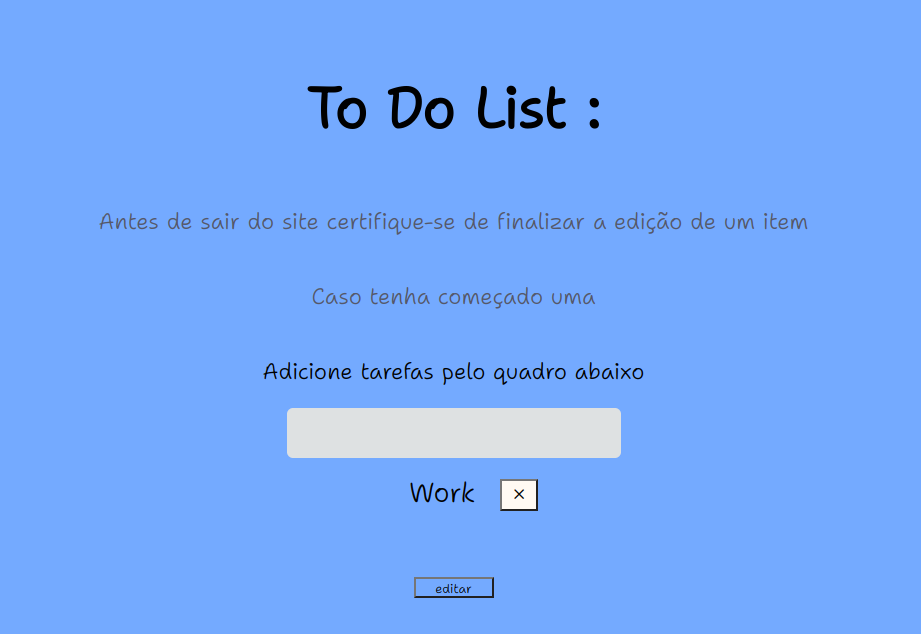 To Do List :
Antes de sair do site certifique-se de finalizar a edição de um item
Caso tenha começado uma
Adicione tarefas pelo quadro abaixo
Work ×
editar